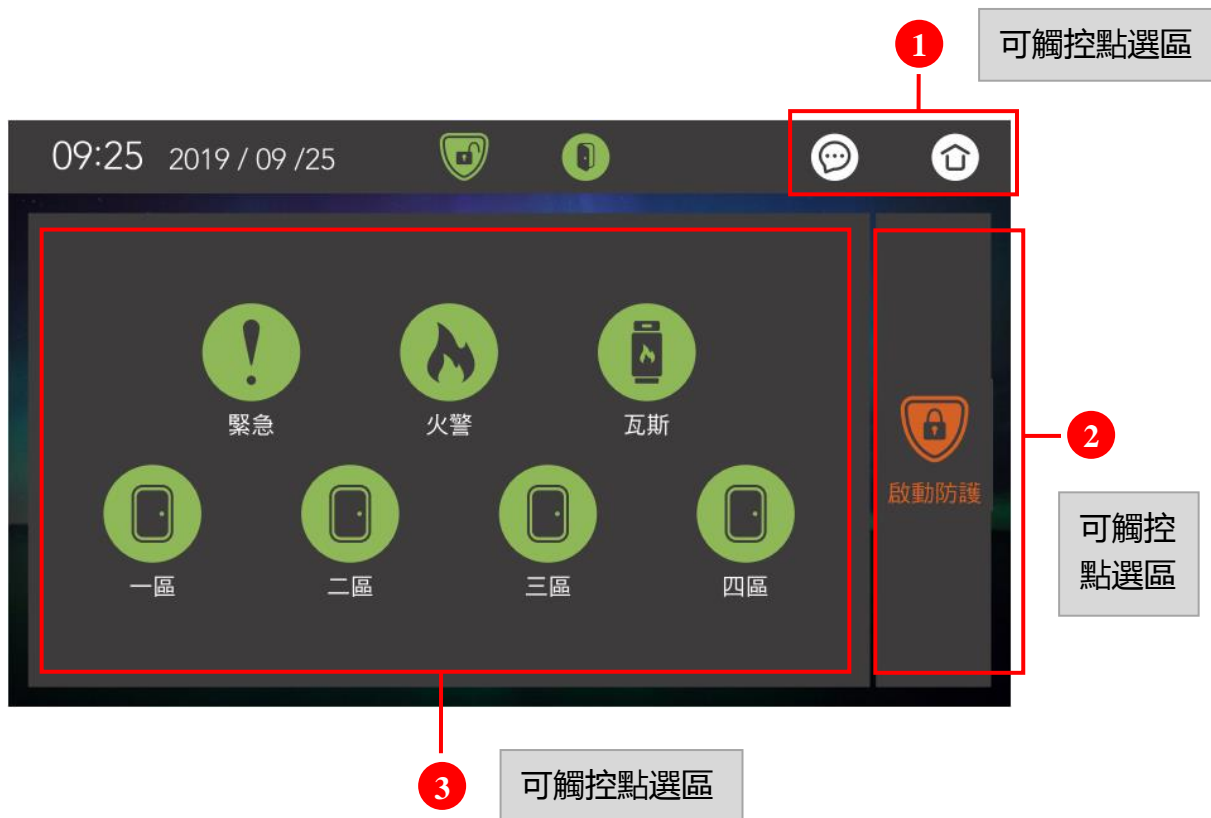 1
可觸控點選區
09:25 2019 / 09 /25
緊急
火警
瓦斯
2
啟動防護
一區
二區
三區
四區
可觸控
點選區
3
可觸控點選區